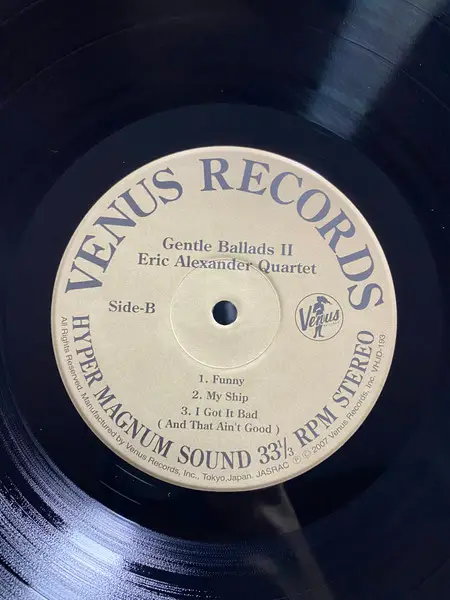 VENUS RECORDS
Gentle Ballads II
Eric Alexander Quartet
Side-B
Venus
1. Funny
2. My Ship
3. I Got It Bad
( And That Ain't Good )
HYPER MAGNUM SOUND 33⅓ RPM STEREO
All Rights Reserved. Manufactured by Venus Records, Inc., Tokyo, Japan. JASRAC Ⓟ © 2007 Venus Records, Inc. VHJD-193